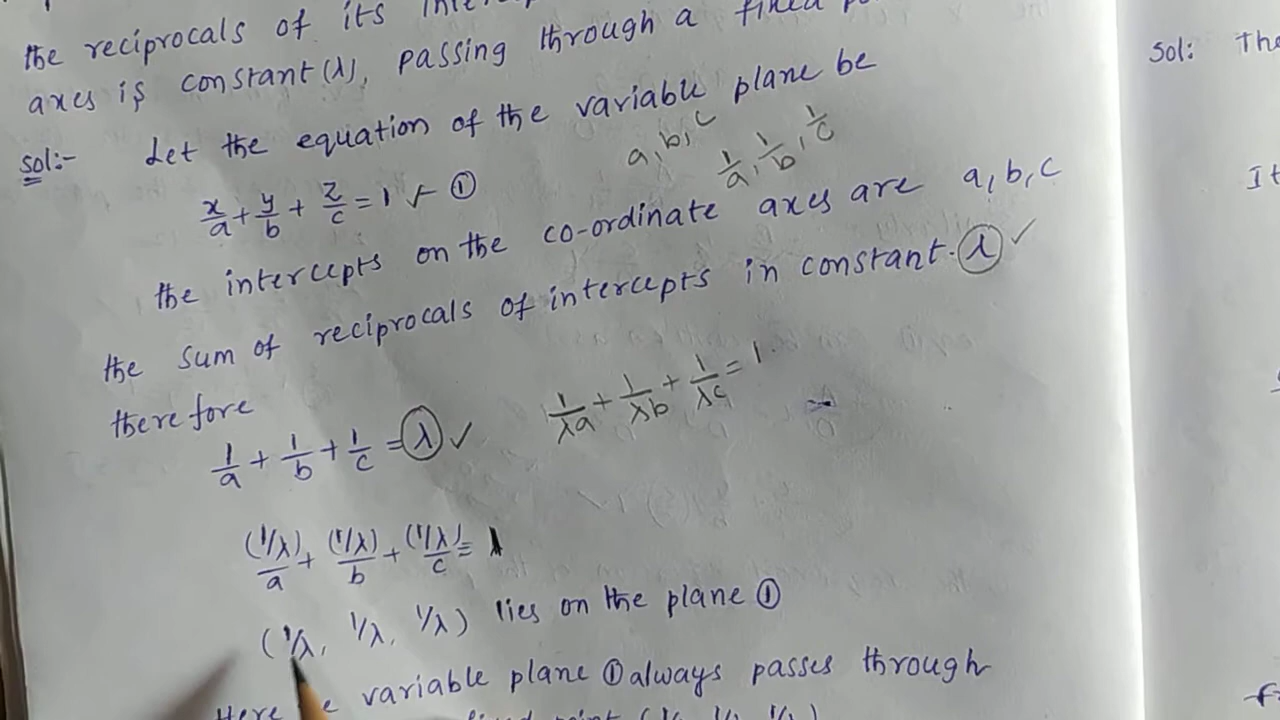 the reciprocals of its
axes is constant (λ), passing through a fixed
Sol:- Let the equation of the variable plane be
a, b, c
1/a, 1/b, 1/c
x/a + y/b + z/c = 1 ①
the intercepts on the co-ordinate axes are a, b, c
the sum of reciprocals of intercepts in constant. λ ✓
therefore
1/a + 1/b + 1/c = λ ✓
1/λa + 1/λb + 1/λc = 1.
(1/λ)/a + (1/λ)/b + (1/λ)/c = 1
(1/λ, 1/λ, 1/λ) lies on the plane ①
variable plane ① always passes through
Sol: The